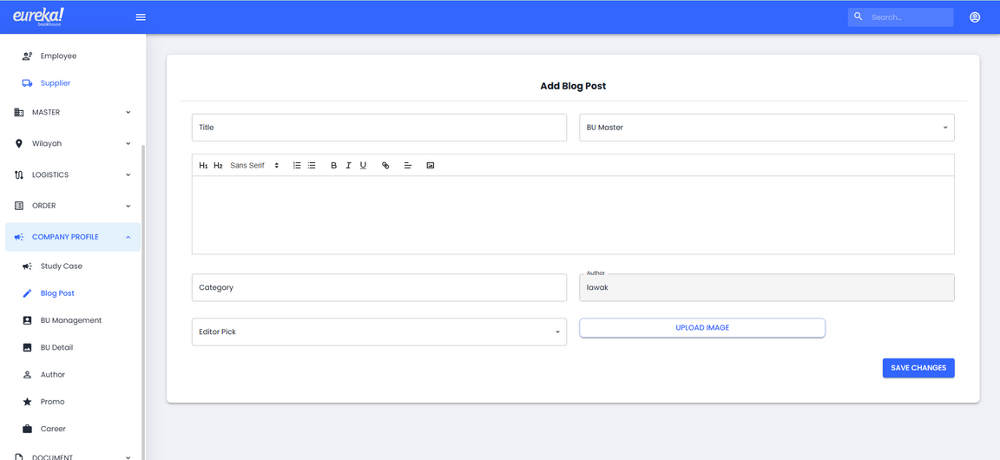 eureka!
bookhouse
Search...
Employee
Supplier
MASTER
Wilayah
LOGISTICS
ORDER
COMPANY PROFILE
Study Case
Blog Post
BU Management
BU Detail
Author
Promo
Career
DOCUMENT
Add Blog Post
Title
BU Master
H1 H2 Sans Serif B I U
Category
Author
lawak
Editor Pick
UPLOAD IMAGE
SAVE CHANGES